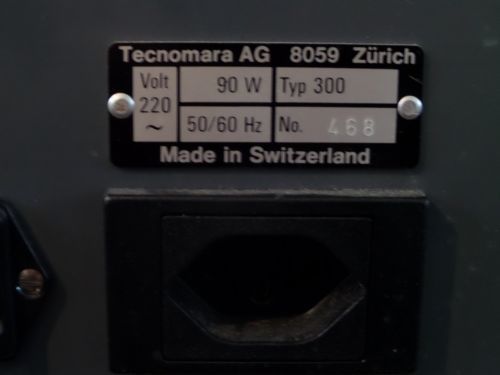 Tecnomara AG 8059 Zürich
Volt 220 ~
90 W
Typ 300
50/60 Hz
No. 468
Made in Switzerland